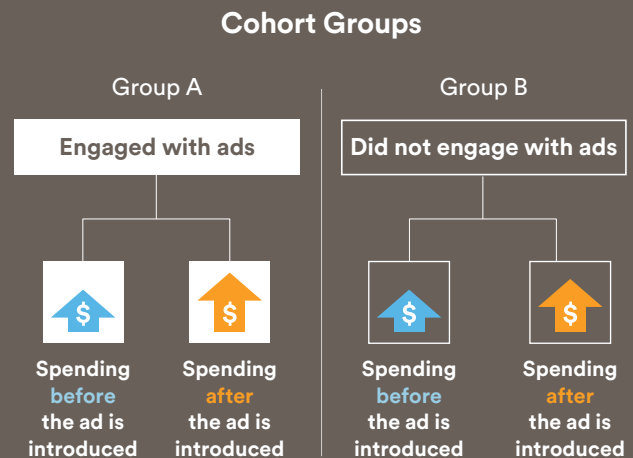 Cohort Groups
Group A
Engaged with ads
$
Spending
before
the ad is
introduced
$
Spending
after
the ad is
introduced
Group B
Did not engage with ads
$
Spending
before
the ad is
introduced
$
Spending
after
the ad is
introduced